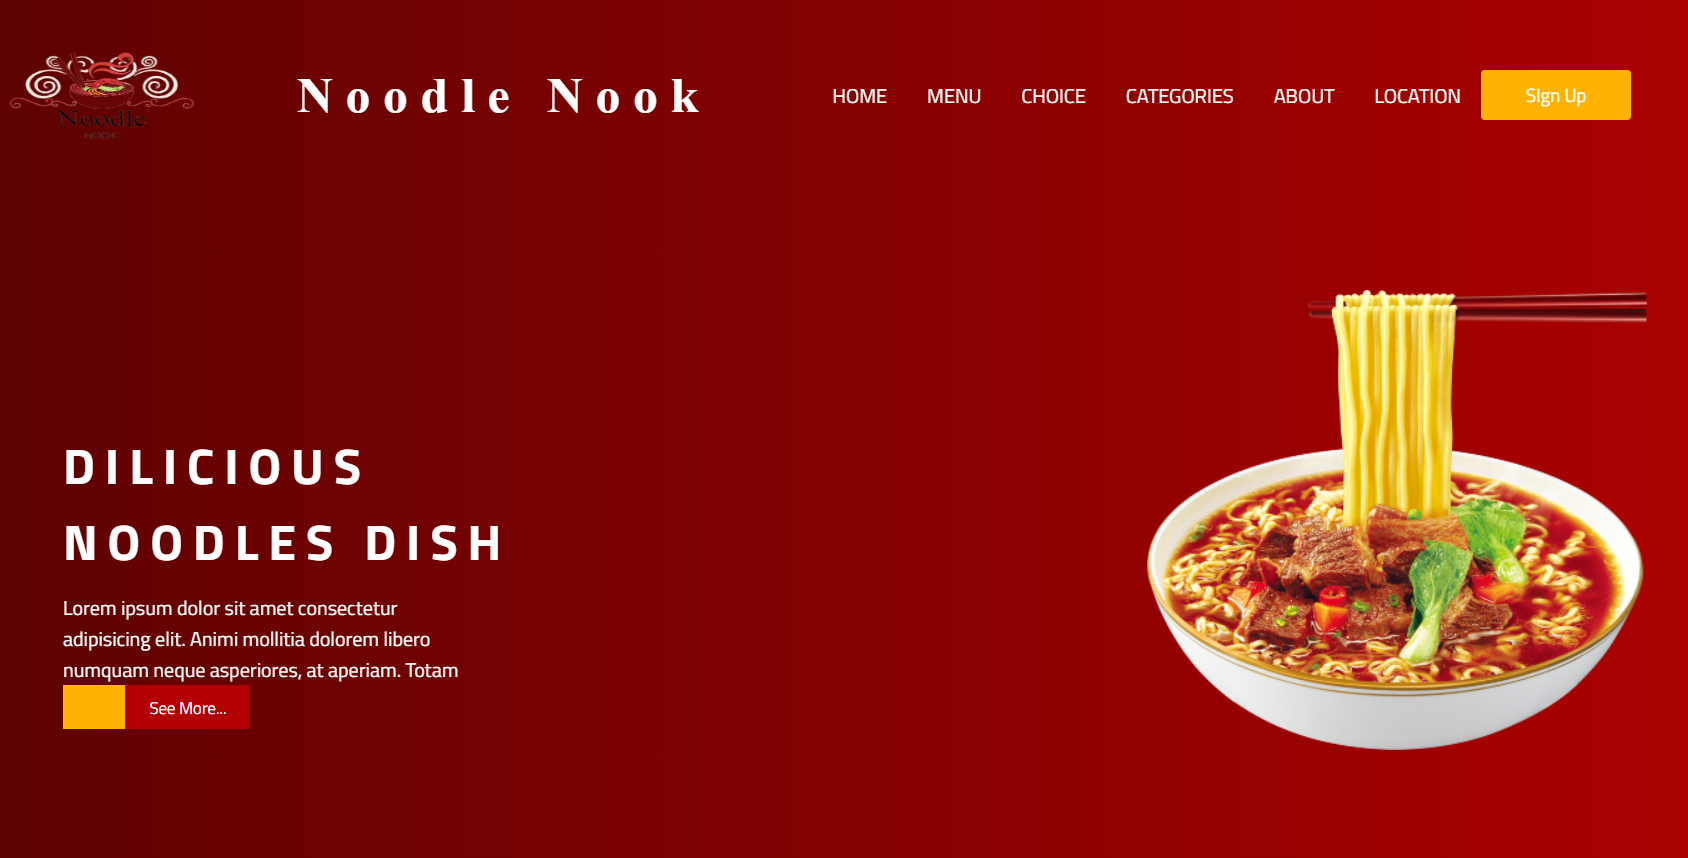 Noodle
NOOK
Noodle Nook
HOME MENU CHOICE CATEGORIES ABOUT LOCATION SIgn Up
DILICIOUS
NOODLES DISH
Lorem ipsum dolor sit amet consectetur
adipisicing elit. Animi mollitia dolorem libero
numquam neque asperiores, at aperiam. Totam
See More...